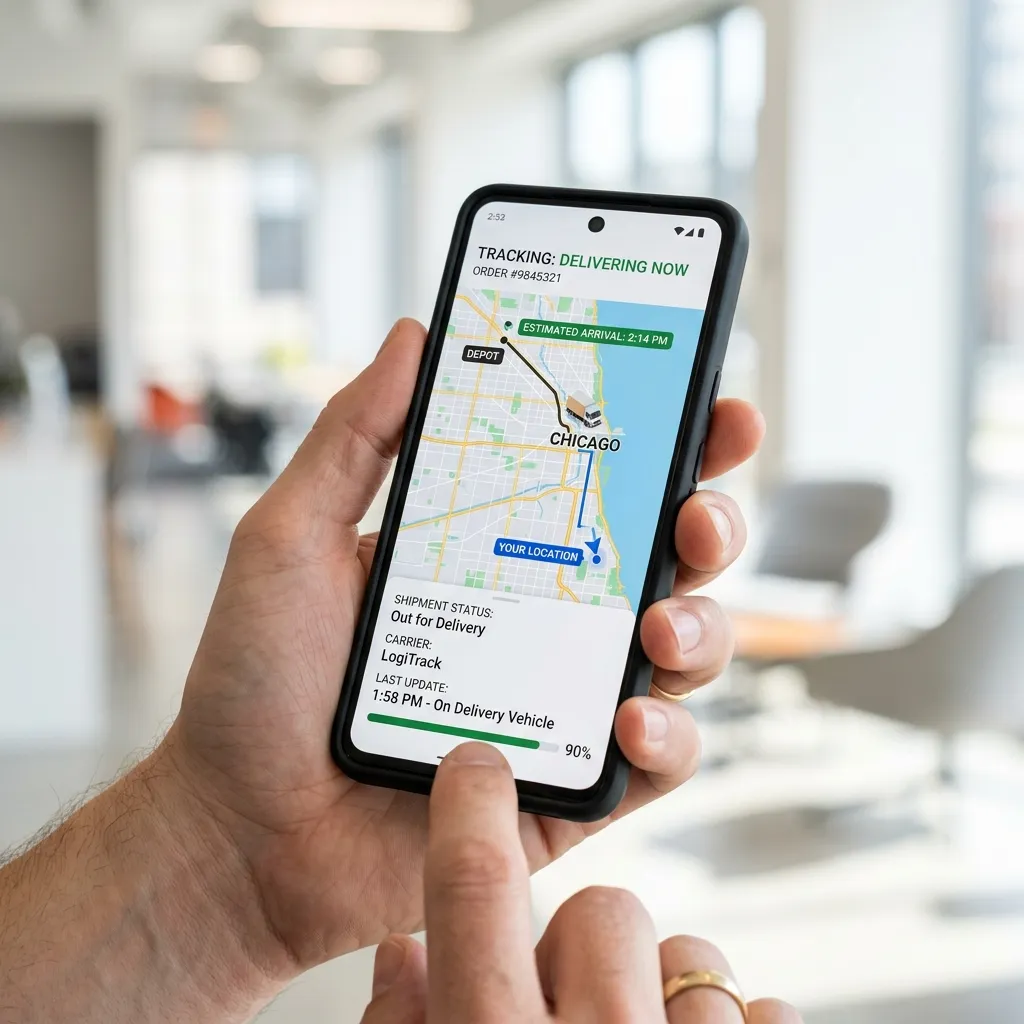 2:52
TRACKING: DELIVERING NOW
ORDER #9845321
ESTIMATED ARRIVAL: 2:14 PM
DEPOT
CHICAGO
YOUR LOCATION
SHIPMENT STATUS:
Out for Delivery
CARRIER:
LogiTrack
LAST UPDATE:
1:58 PM - On Delivery Vehicle
90%